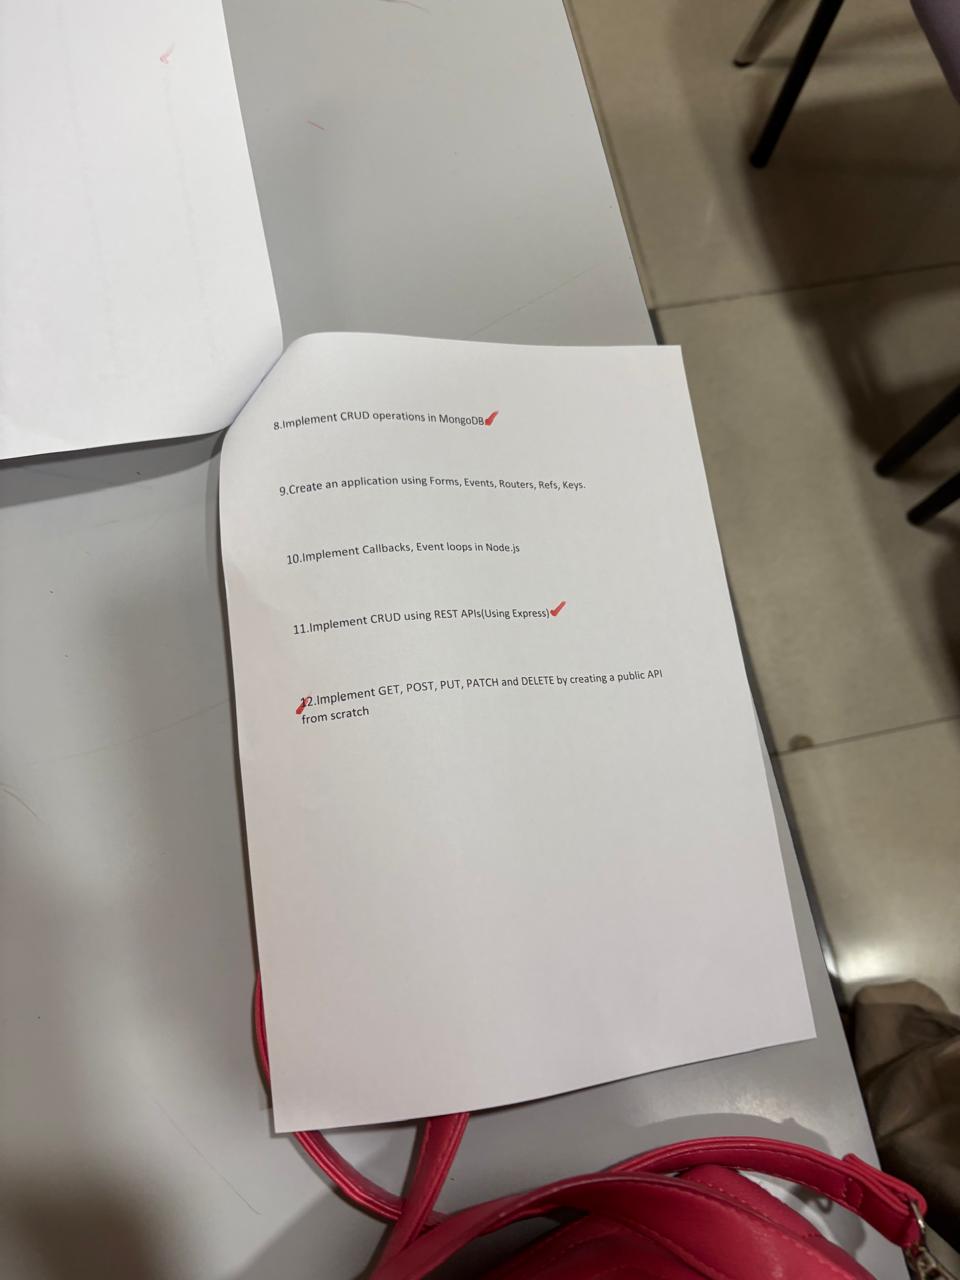 8.Implement CRUD operations in MongoDB
9.Create an application using Forms, Events, Routers, Refs, Keys.
10.Implement Callbacks, Event loops in Node.js
11.Implement CRUD using REST APIs(Using Express)
12.Implement GET, POST, PUT, PATCH and DELETE by creating a public API
from scratch